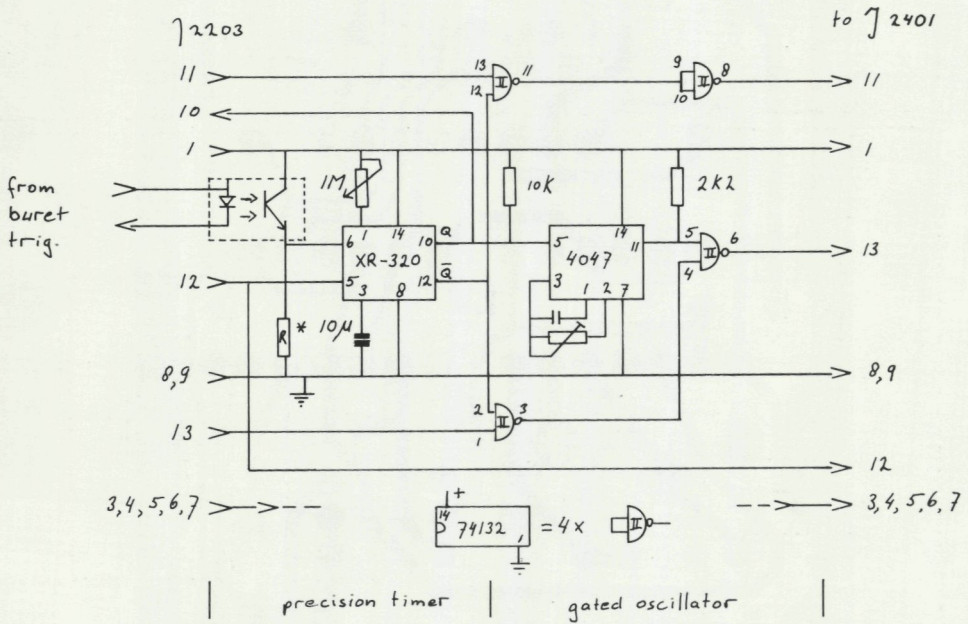 J2203
to J 2401
11
13
12
11
9
10
8
11
10
1
1
from
buret
trig.
1M
10K
2K2
6
1
14
10
Q
XR-320
5
3
8
12
Q̅
5
14
11
4047
3
1
2
7
5
4
6
13
12
R
*
10µ
8,9
8,9
2
1
3
13
12
3,4,5,6,7
3,4,5,6,7
+
14
74132
= 4x
precision timer
gated oscillator